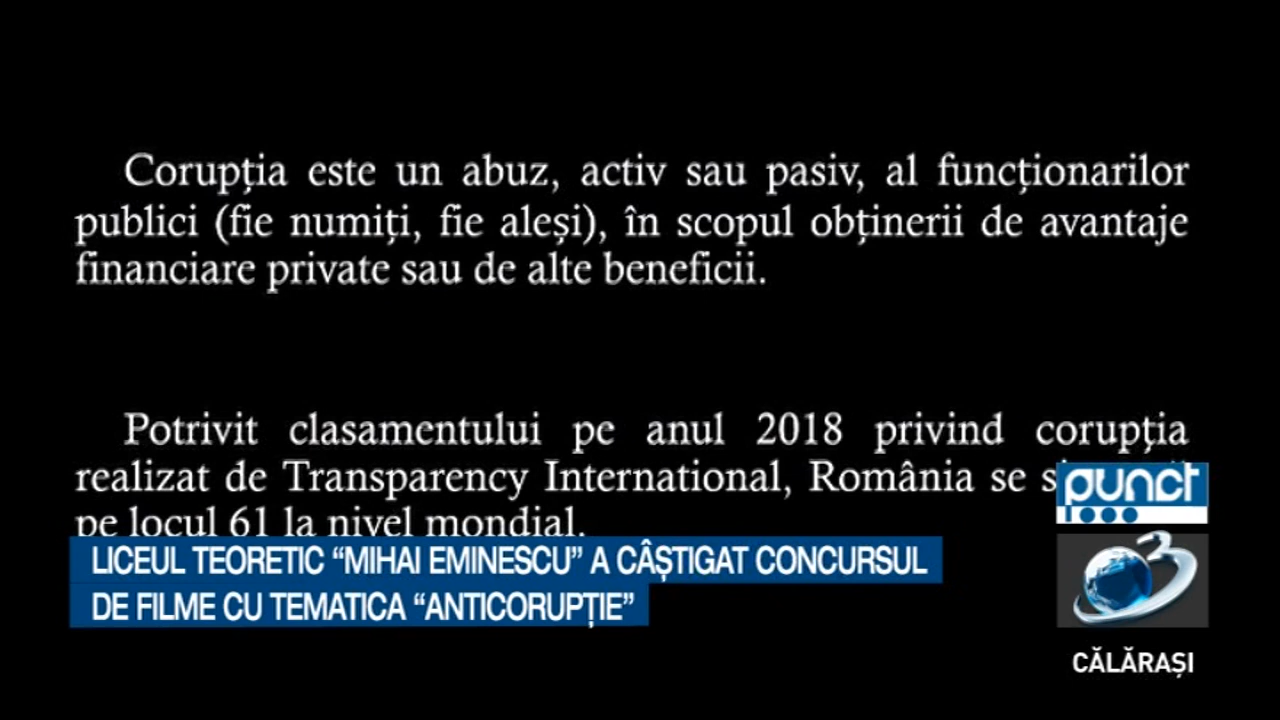 Corupția este un abuz, activ sau pasiv, al funcționarilor
publici (fie numiți, fie aleși), în scopul obținerii de avantaje
financiare private sau de alte beneficii.
Potrivit clasamentului pe anul 2018 privind corupția
realizat de Transparency International, România se
pe locul 61 la nivel mondial.
LICEUL TEORETIC “MIHAI EMINESCU” A CÂȘTIGAT CONCURSUL
DE FILME CU TEMATICA “ANTICORUPȚIE”
punct
3
CĂLĂRAȘI